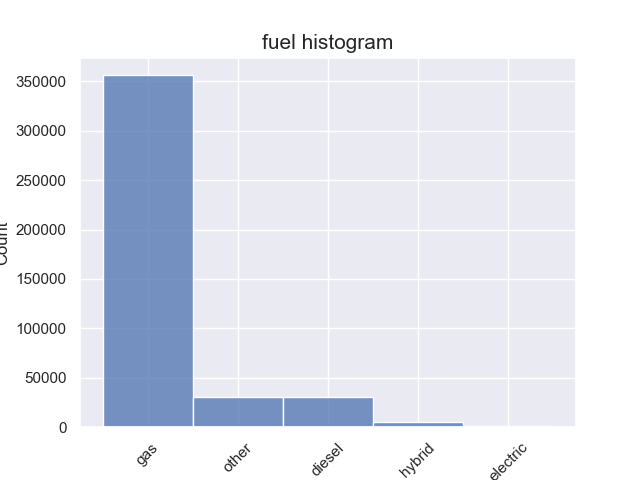 fuel histogram
350000
300000
250000
200000
150000
100000
50000
0
Count
gas
other
diesel
hybrid
electric